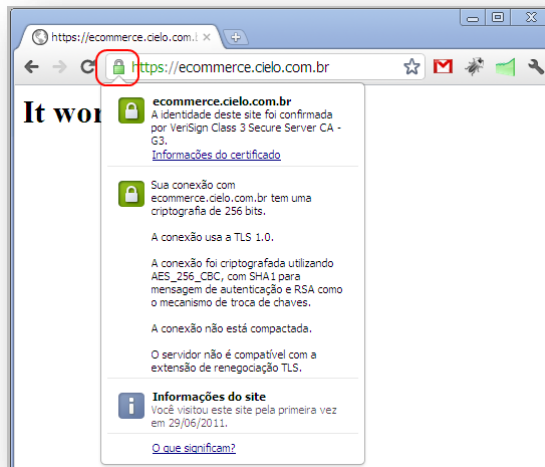 https://ecommerce.cielo.com.
https://ecommerce.cielo.com.br
It wor
ecommerce.cielo.com.br
A identidade deste site foi confirmada
por VeriSign Class 3 Secure Server CA -
G3.
Informações do certificado
Sua conexão com
ecommerce.cielo.com.br tem uma
criptografia de 256 bits.
A conexão usa a TLS 1.0.
A conexão foi criptografada utilizando
AES_256_CBC, com SHA1 para
mensagem de autenticação e RSA como
o mecanismo de troca de chaves.
A conexão não está compactada.
O servidor não é compatível com a
extensão de renegociação TLS.
Informações do site
Você visitou este site pela primeira vez
em 29/06/2011.
O que significam?